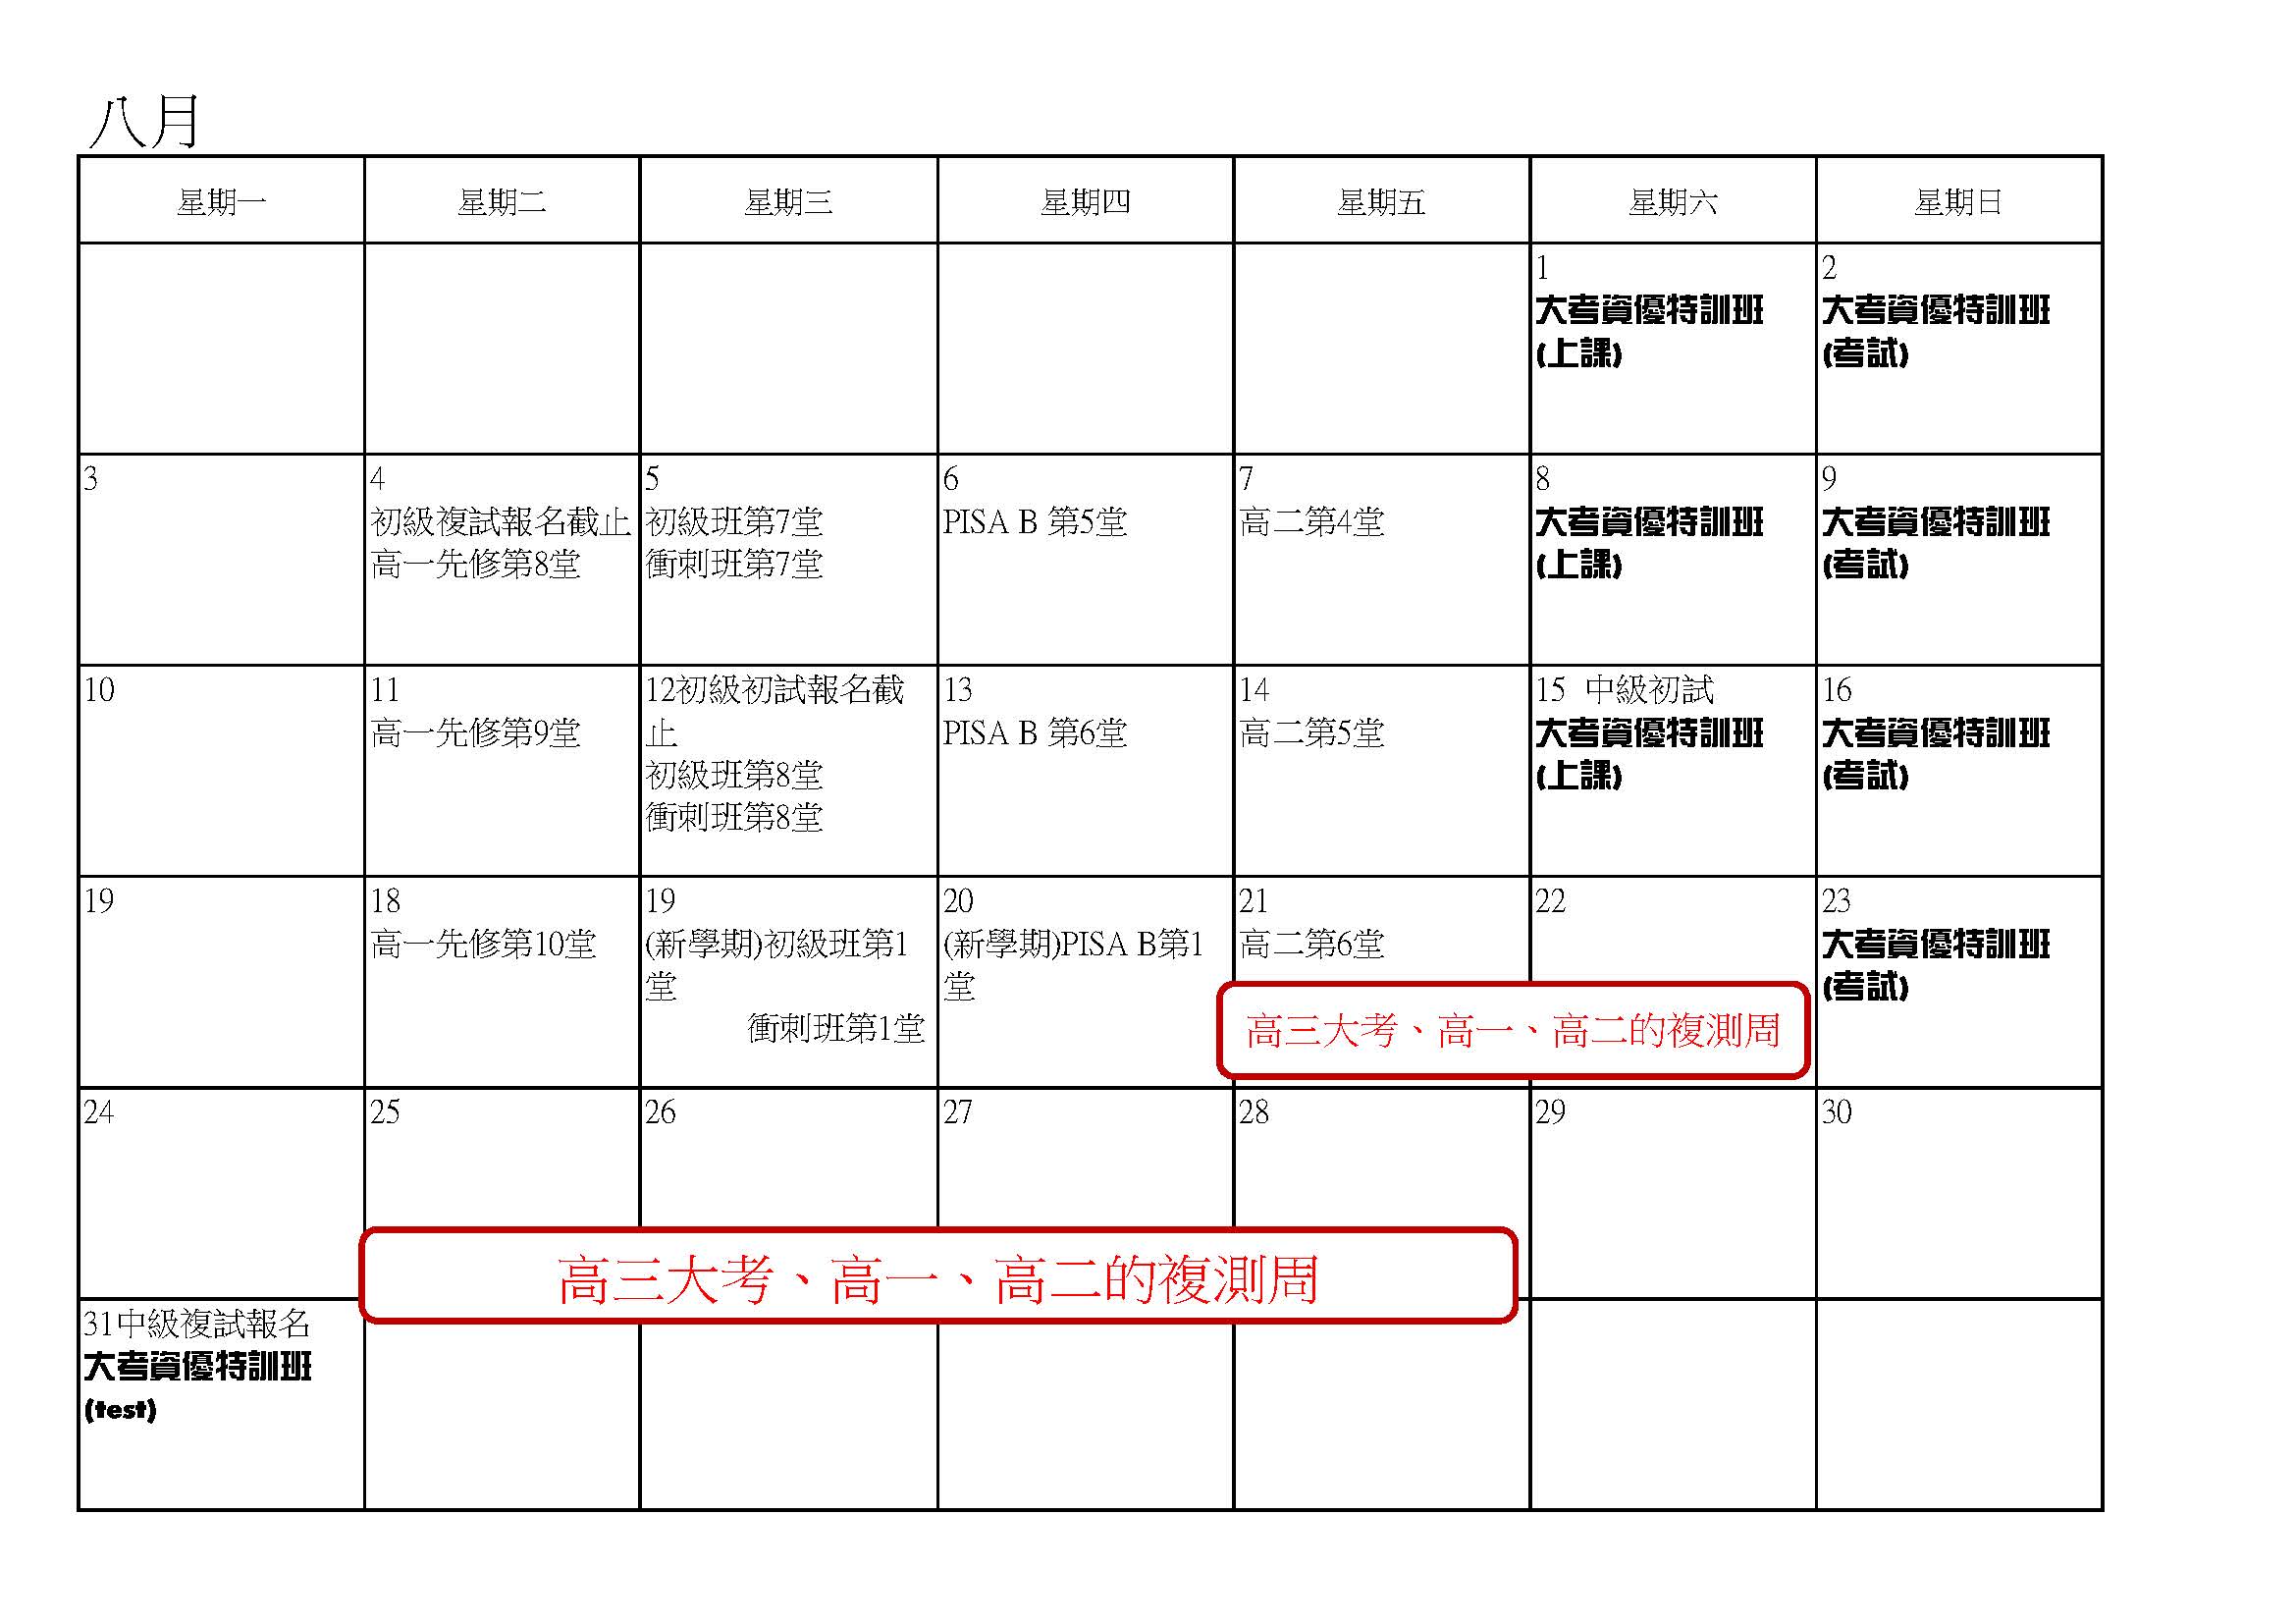 八月
星期一 星期二 星期三 星期四 星期五 星期六 星期日
1
大考資優特訓班
(上課)
2
大考資優特訓班
(考試)
3
4
初級複試報名截止
高一先修第8堂
5
初級班第7堂
衝刺班第7堂
6
PISA B 第5堂
7
高二第4堂
8
大考資優特訓班
(上課)
9
大考資優特訓班
(考試)
10
11
高一先修第9堂
12初級初試報名截
止
初級班第8堂
衝刺班第8堂
13
PISA B 第6堂
14
高二第5堂
15 中級初試
大考資優特訓班
(上課)
16
大考資優特訓班
(考試)
19
18
高一先修第10堂
19
(新學期)初級班第1
堂
衝刺班第1堂
20
(新學期)PISA B第1
堂
21
高二第6堂
22
高三大考、高一、高二的複測周
23
大考資優特訓班
(考試)
24
25
26
27
28
29
30
高三大考、高一、高二的複測周
31中級複試報名
大考資優特訓班
(test)